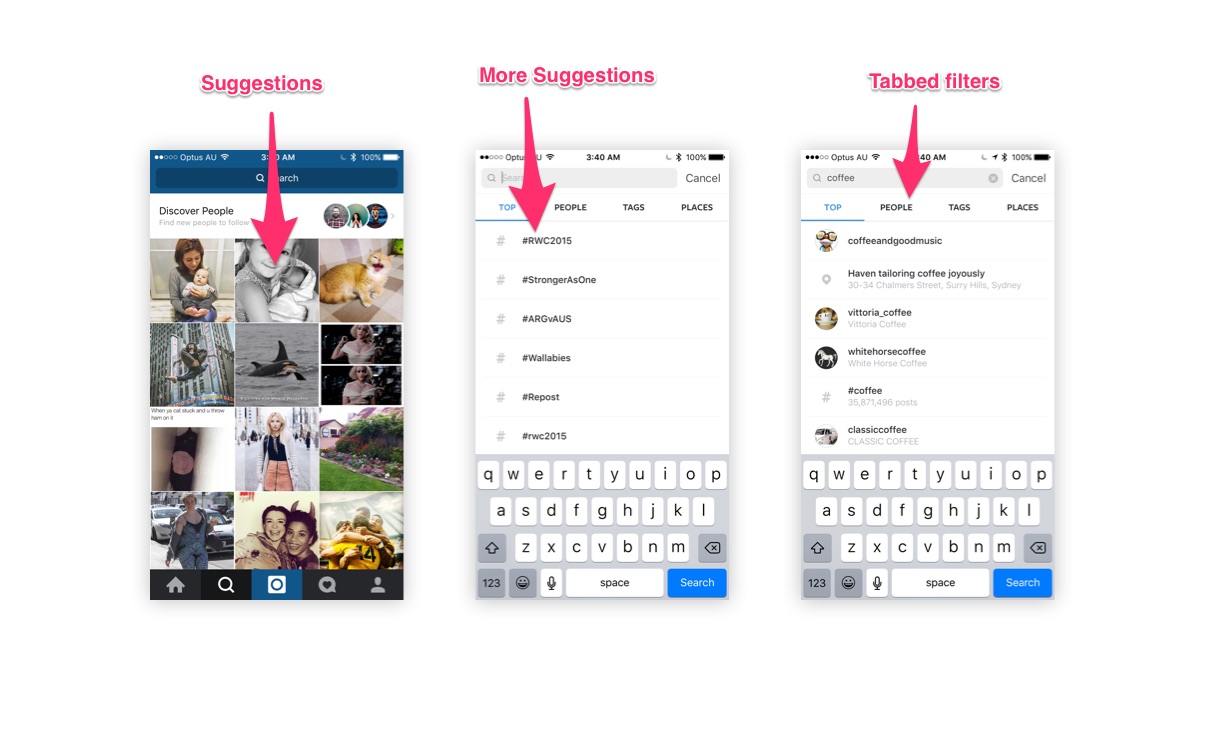 Suggestions
More Suggestions
Tabbed filters
Optus AU 3:40 AM 100%
Search
Discover People
Find new people to follow
When ya cat stuck and u throw
ham on it
14
Optus AU 3:40 AM 100%
Search Cancel
TOP PEOPLE TAGS PLACES
# #RWC2015
# #StrongerAsOne
# #ARGvAUS
# #Wallabies
# #Repost
# #rwc2015
q w e r t y u i o p
a s d f g h j k l
z x c v b n m
123 space Search
Optus AU 3:40 AM 100%
coffee Cancel
TOP PEOPLE TAGS PLACES
coffeeandgoodmusic
Haven tailoring coffee joyously
30-34 Chalmers Street, Surry Hills, Sydney
vittoria_coffee
Vittoria Coffee
whitehorsecoffee
White Horse Coffee
# #coffee
35,871,496 posts
classiccoffee
CLASSIC COFFEE
q w e r t y u i o p
a s d f g h j k l
z x c v b n m
123 space Search